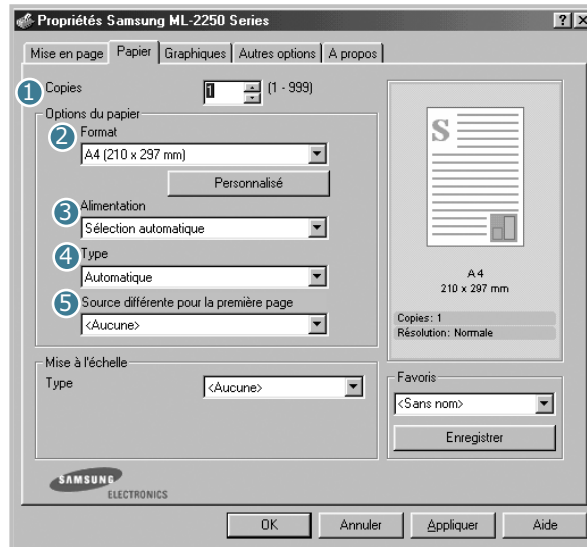 Propriétés Samsung ML-2250 Series
Mise en page Papier Graphiques Autres options A propos
1 Copies 1 (1 - 999)
Options du papier
2 Format
A4 (210 x 297 mm)
Personnalisé
3 Alimentation
Sélection automatique
4 Type
Automatique
5 Source différente pour la première page
<Aucune>
Mise à l'échelle
Type <Aucune>
S
A4
210 x 297 mm
Copies: 1
Résolution: Normale
Favoris
<Sans nom>
Enregistrer
SAMSUNG
ELECTRONICS
OK Annuler Appliquer Aide